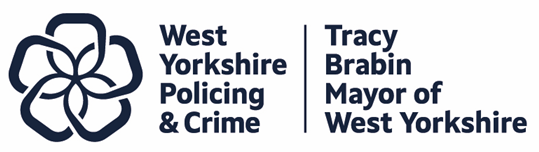 West
Yorkshire
Policing
& Crime
Tracy
Brabin
Mayor of
West Yorkshire